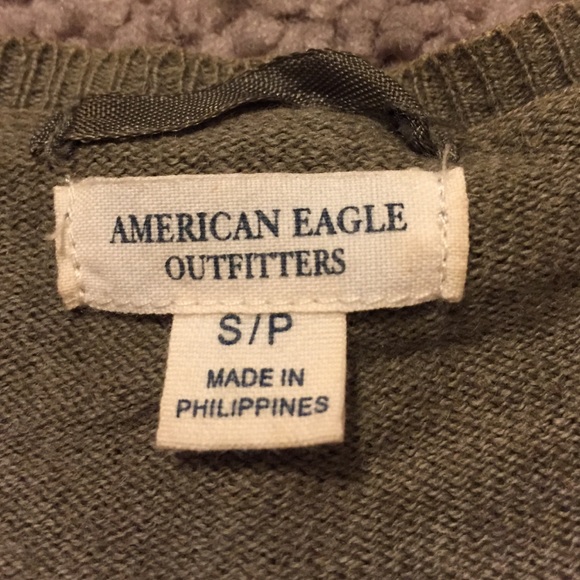 AMERICAN EAGLE
OUTFITTERS
S/P
MADE IN
PHILIPPINES